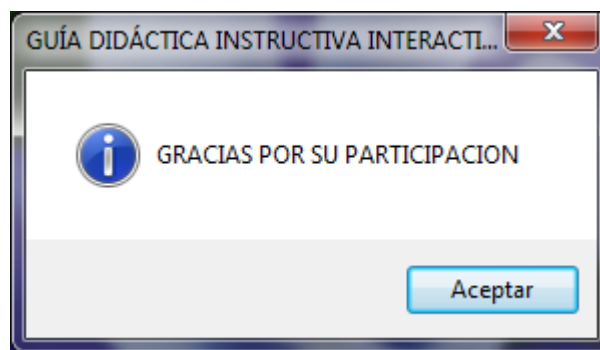 GUÍA DIDÁCTICA INSTRUCTIVA INTERACTI...
GRACIAS POR SU PARTICIPACION
Aceptar